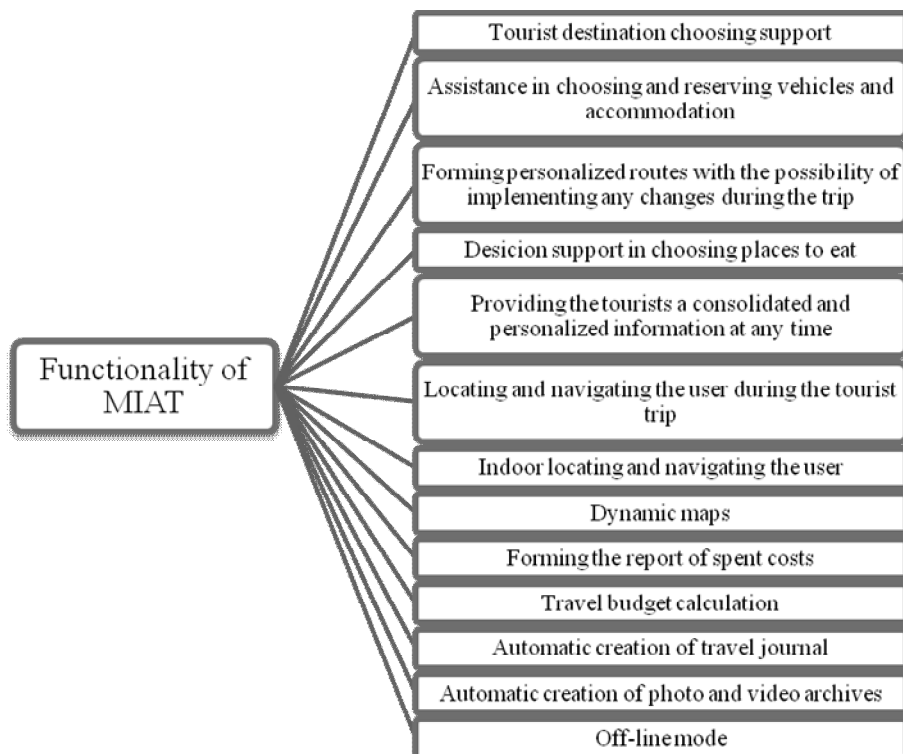 Tourist destination choosing support
Assistance in choosing and reserving vehicles and
accommodation
Forming personalized routes with the possibility of
implementing any changes during the trip
Desicion support in choosing places to eat
Providing the tourists a consolidated and
personalized information at any time
Functionality of
MIAT
Locating and navigating the user during the tourist
trip
Indoor locating and navigating the user
Dynamic maps
Forming the report of spent costs
Travel budget calculation
Automatic creation of travel journal
Automatic creation of photo and video archives
Off-line mode